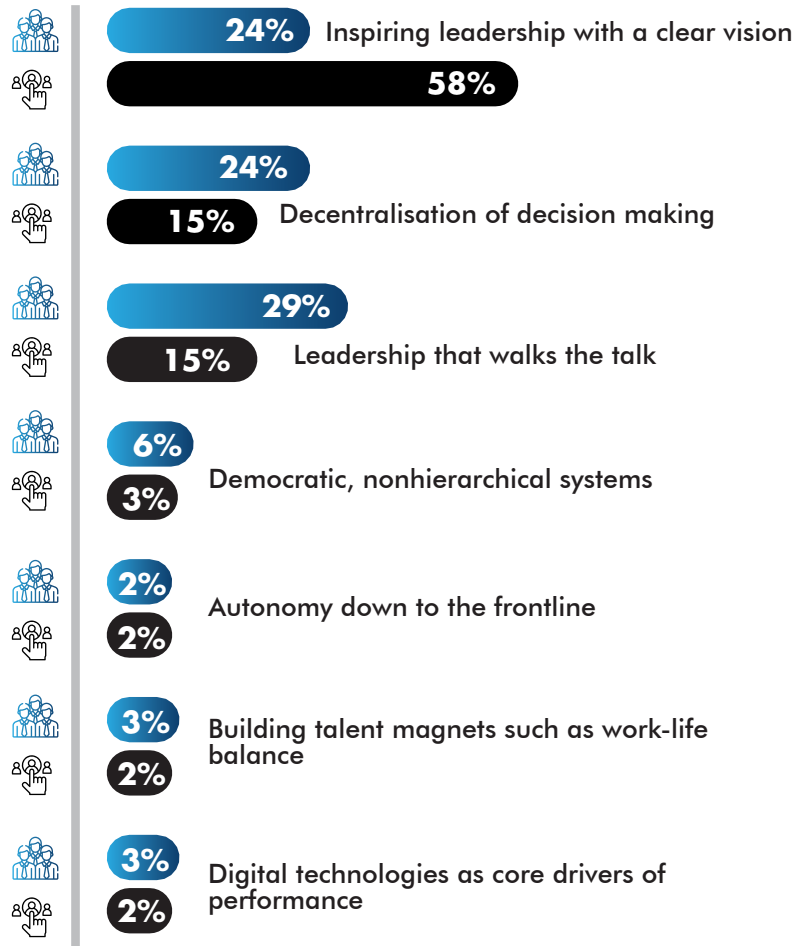 24% Inspiring leadership with a clear vision
58%
24%
15% Decentralisation of decision making
29%
15% Leadership that walks the talk
6%
Democratic, nonhierarchical systems
3%
2%
Autonomy down to the frontline
2%
3% Building talent magnets such as work-life
balance
2%
3%
Digital technologies as core drivers of
performance
2%